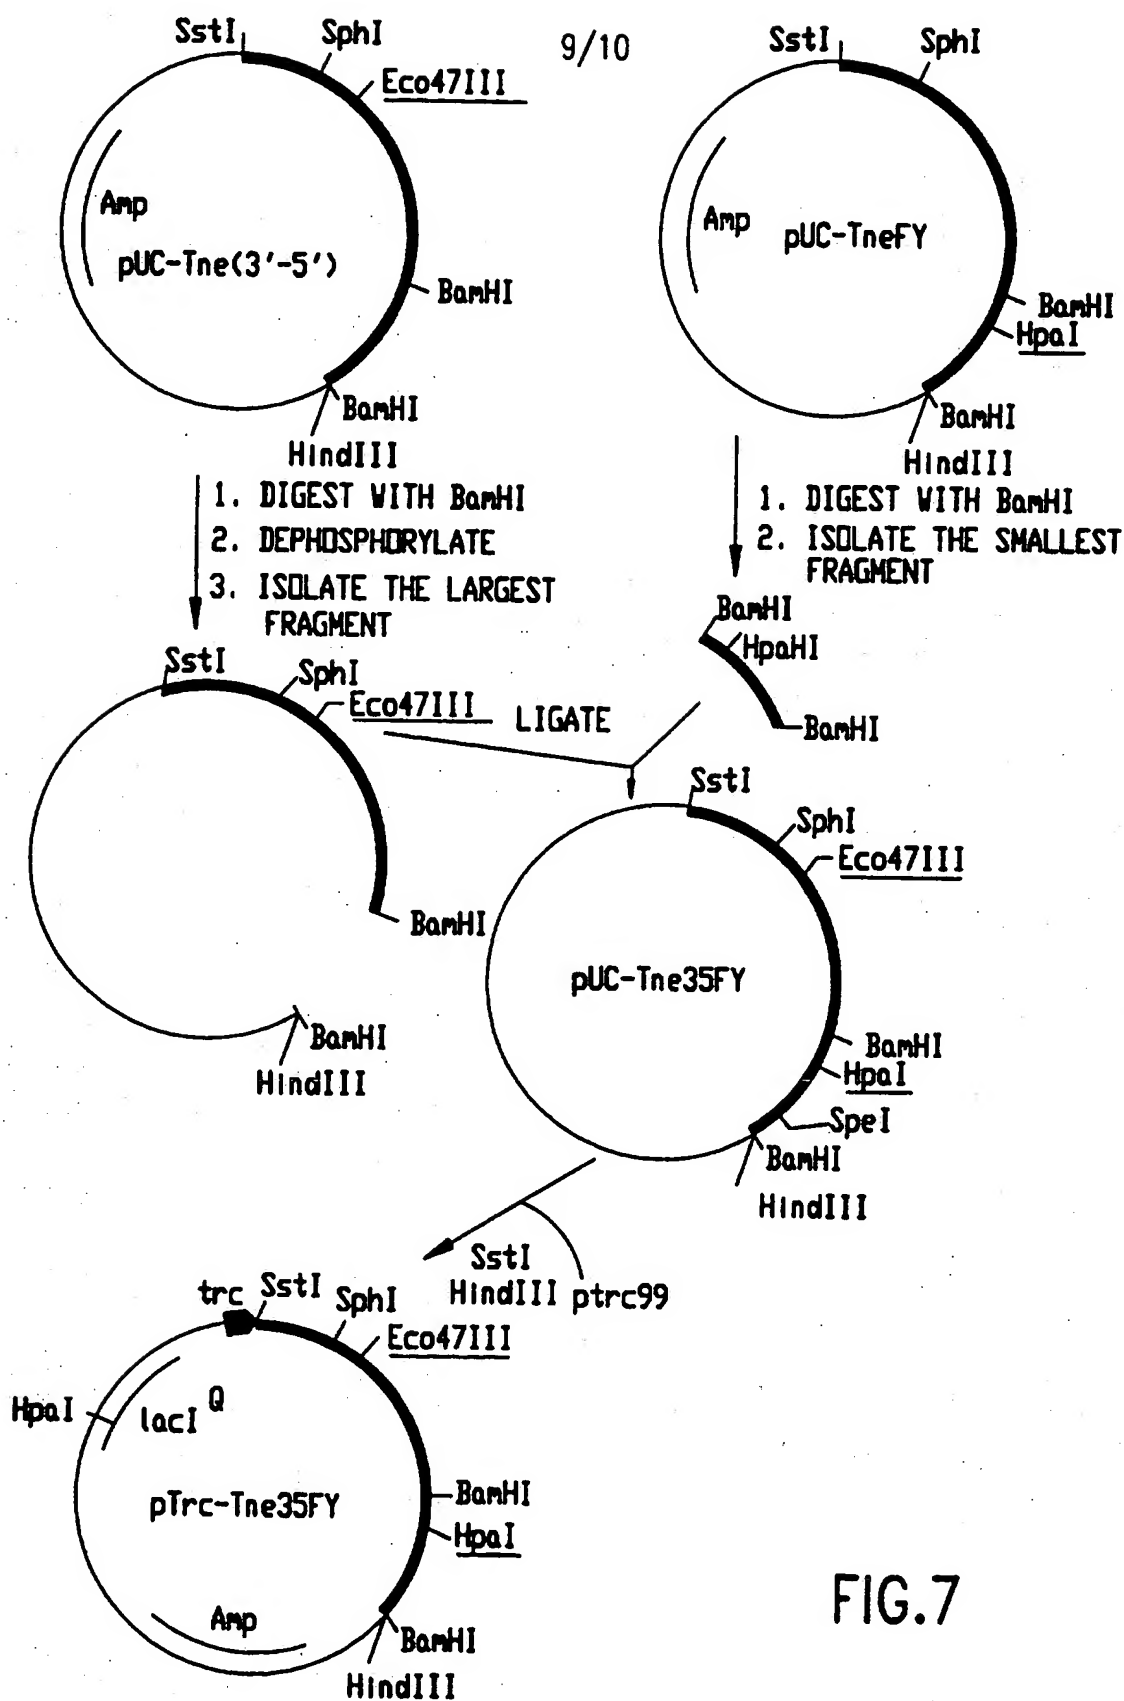 9/10
SstI
SphI
Eco47III
Amp
pUC-Tne(3'-5')
BamHI
BamHI
HindIII
SstI
SphI
Amp
pUC-TneFY
BamHI
HpaI
BamHI
HindIII
1. DIGEST WITH BamHI
2. DEPHOSPHORYLATE
3. ISOLATE THE LARGEST
FRAGMENT
1. DIGEST WITH BamHI
2. ISOLATE THE SMALLEST
FRAGMENT
BamHI
HpaHI
BamHI
SstI
SphI
Eco47III
BamHI
BamHI
HindIII
LIGATE
SstI
SphI
Eco47III
pUC-Tne35FY
BamHI
HpaI
SpeI
BamHI
HindIII
SstI
HindIII
ptrc99
trc
SstI
SphI
Eco47III
HpaI
lacI Q
pTrc-Tne35FY
BamHI
HpaI
Amp
BamHI
HindIII
FIG.7